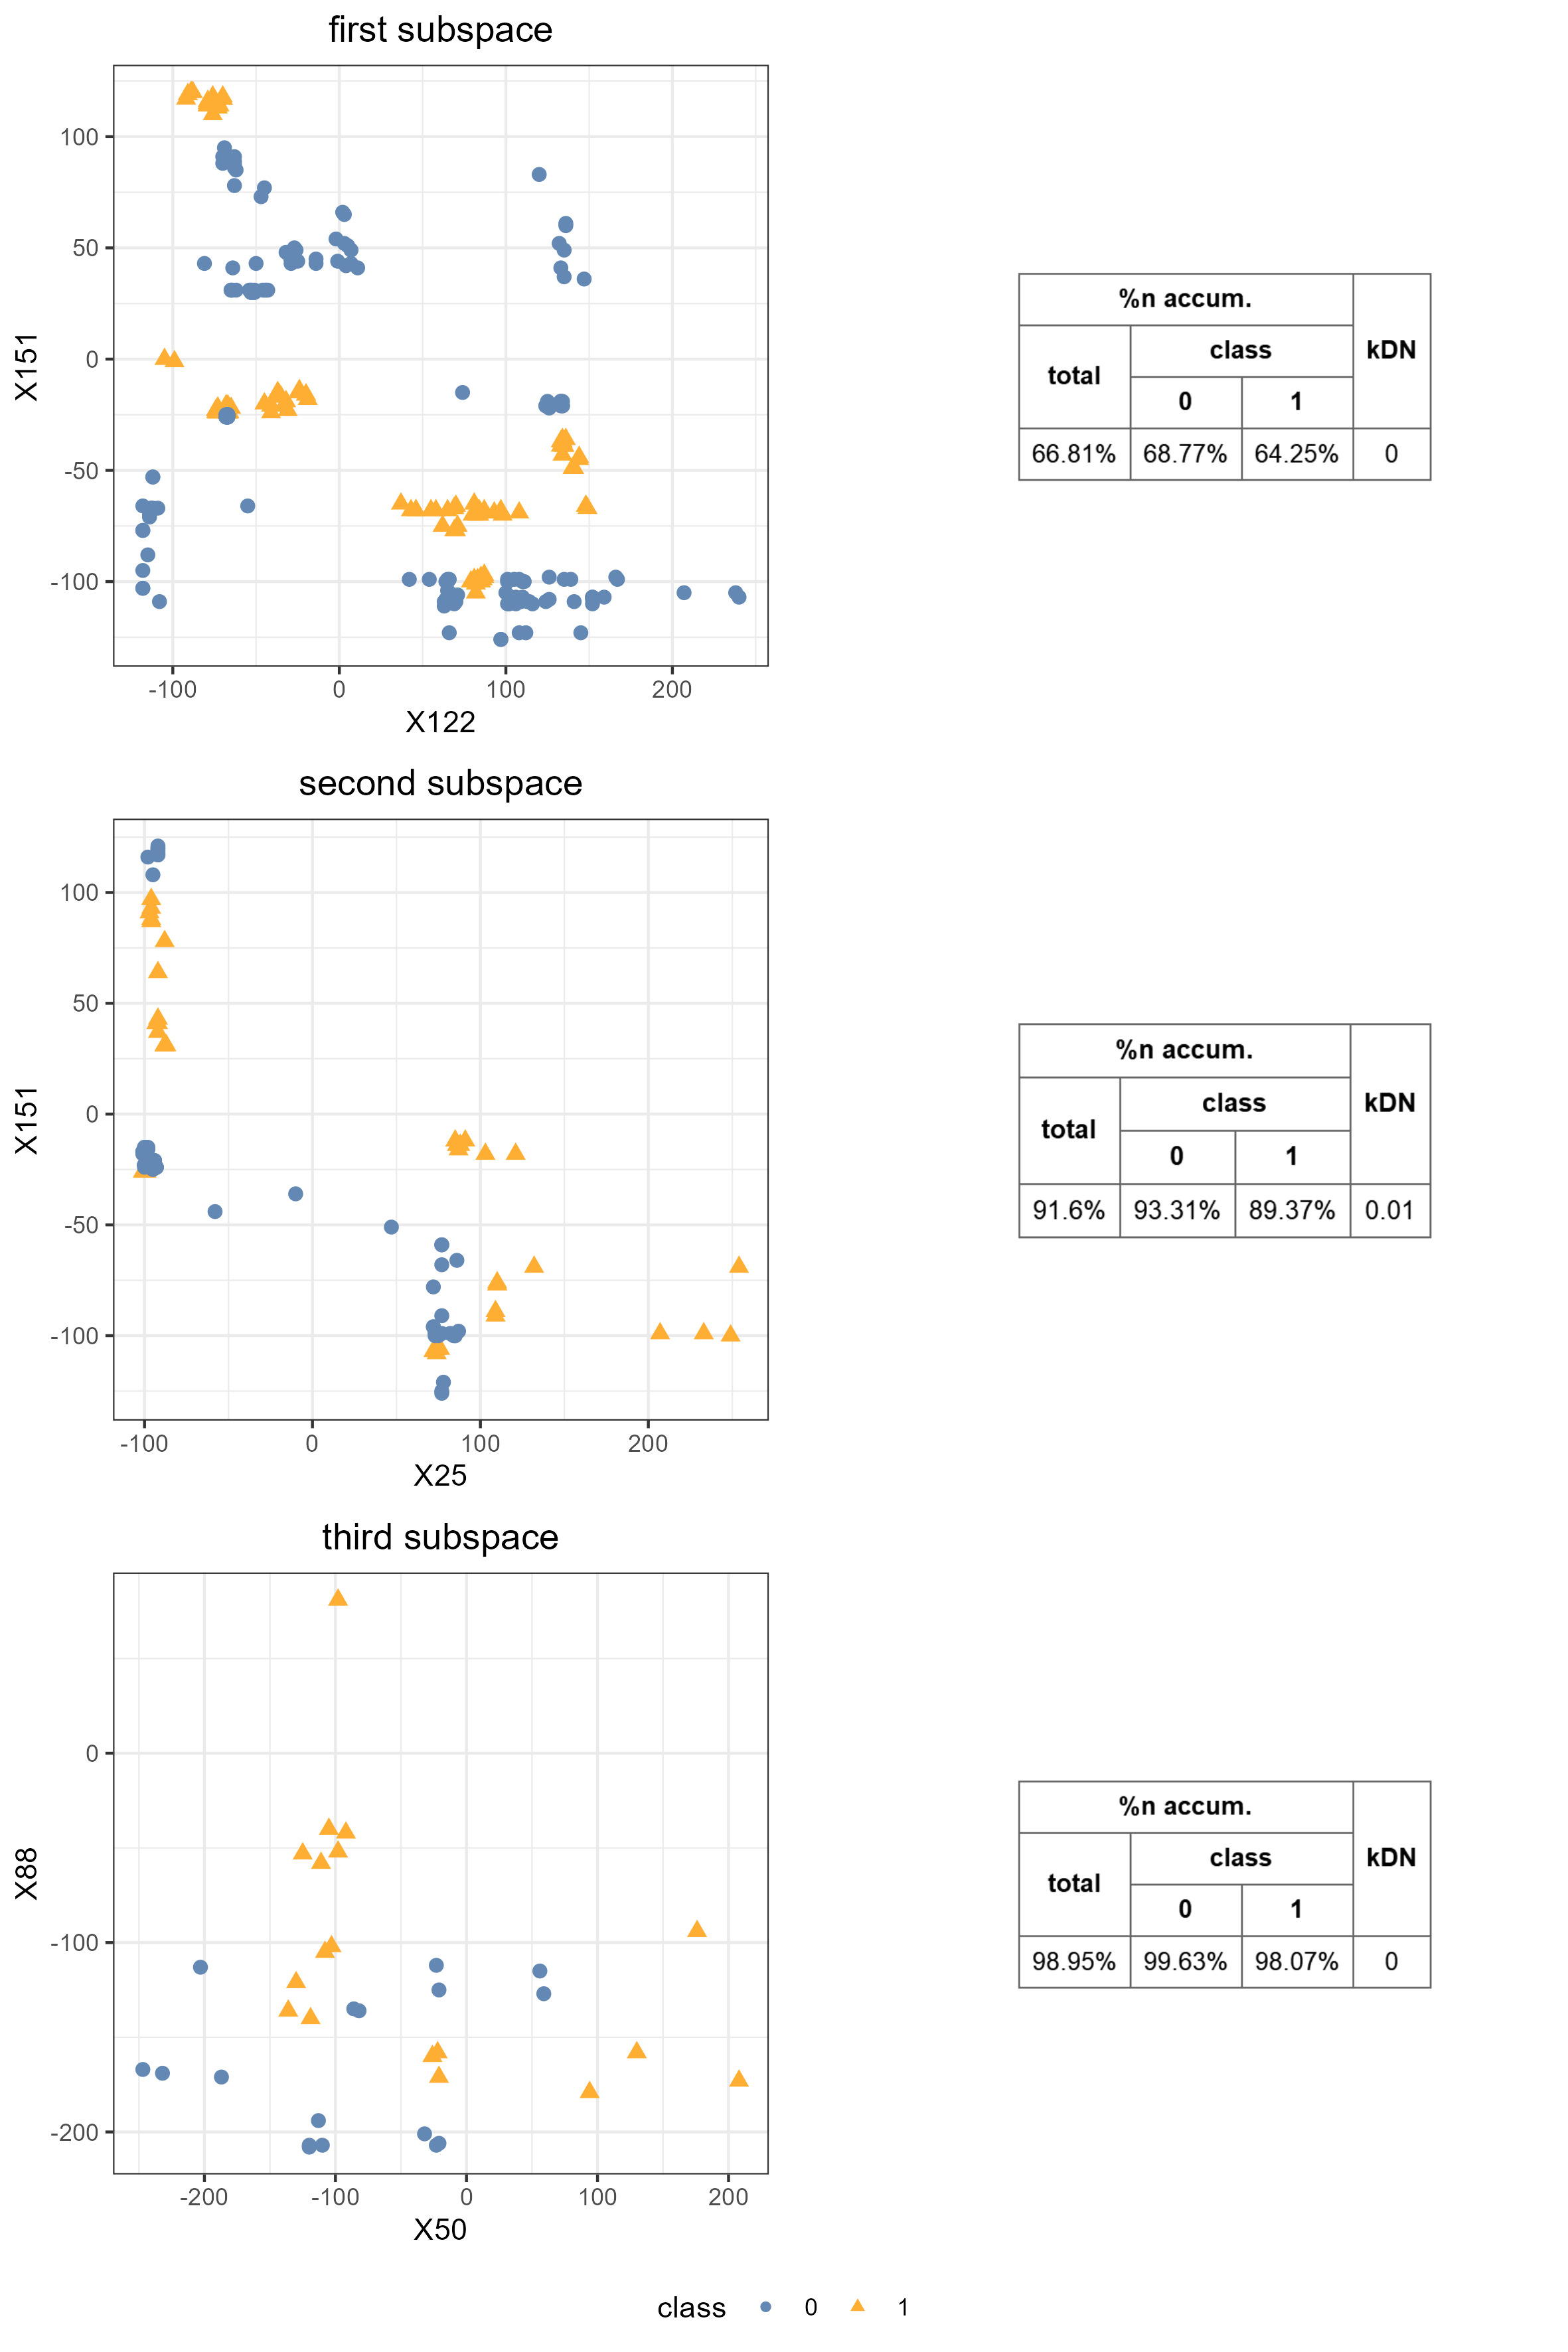 first subspace
100
50
0
-50
-100
X151
-100 0 100 200
X122
%n accum.
kDN
total
class
0 1
66.81% 68.77% 64.25% 0
second subspace
100
50
0
-50
-100
X151
-100 0 100 200
X25
%n accum.
kDN
total
class
0 1
91.6% 93.31% 89.37% 0.01
third subspace
0
-100
-200
X88
-200 -100 0 100 200
X50
%n accum.
kDN
total
class
0 1
98.95% 99.63% 98.07% 0
class 0 1